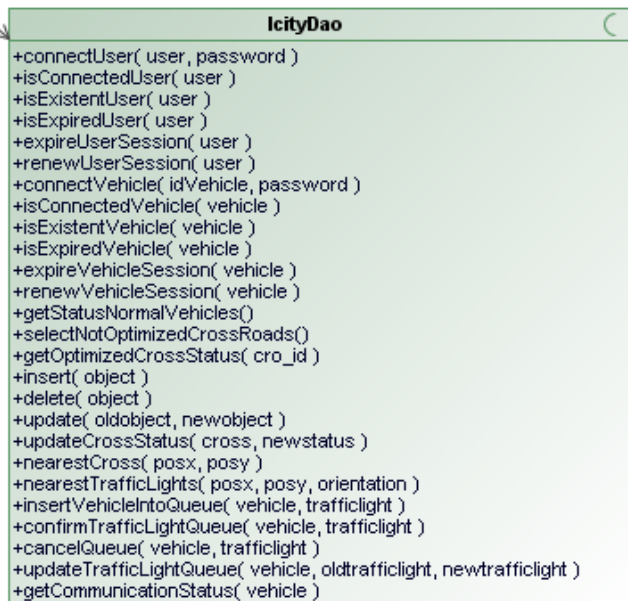 IcityDao
+connectUser( user, password )
+isConnectedUser( user )
+isExistentUser( user )
+isExpiredUser( user )
+expireUserSession( user )
+renewUserSession( user )
+connectVehicle( idVehicle, password )
+isConnectedVehicle( vehicle )
+isExistentVehicle( vehicle )
+isExpiredVehicle( vehicle )
+expireVehicleSession( vehicle )
+renewVehicleSession( vehicle )
+getStatusNormalVehicles()
+selectNotOptimizedCrossRoads()
+getOptimizedCrossStatus( cro_id )
+insert( object )
+delete( object )
+update( oldobject, newobject )
+updateCrossStatus( cross, newstatus )
+nearestCross( posx, posy )
+nearestTrafficLights( posx, posy, orientation )
+insertVehicleIntoQueue( vehicle, trafficlight )
+confirmTrafficLightQueue( vehicle, trafficlight )
+cancelQueue( vehicle, trafficlight )
+updateTrafficLightQueue( vehicle, oldtrafficlight, newtrafficlight )
+getCommunicationStatus( vehicle )